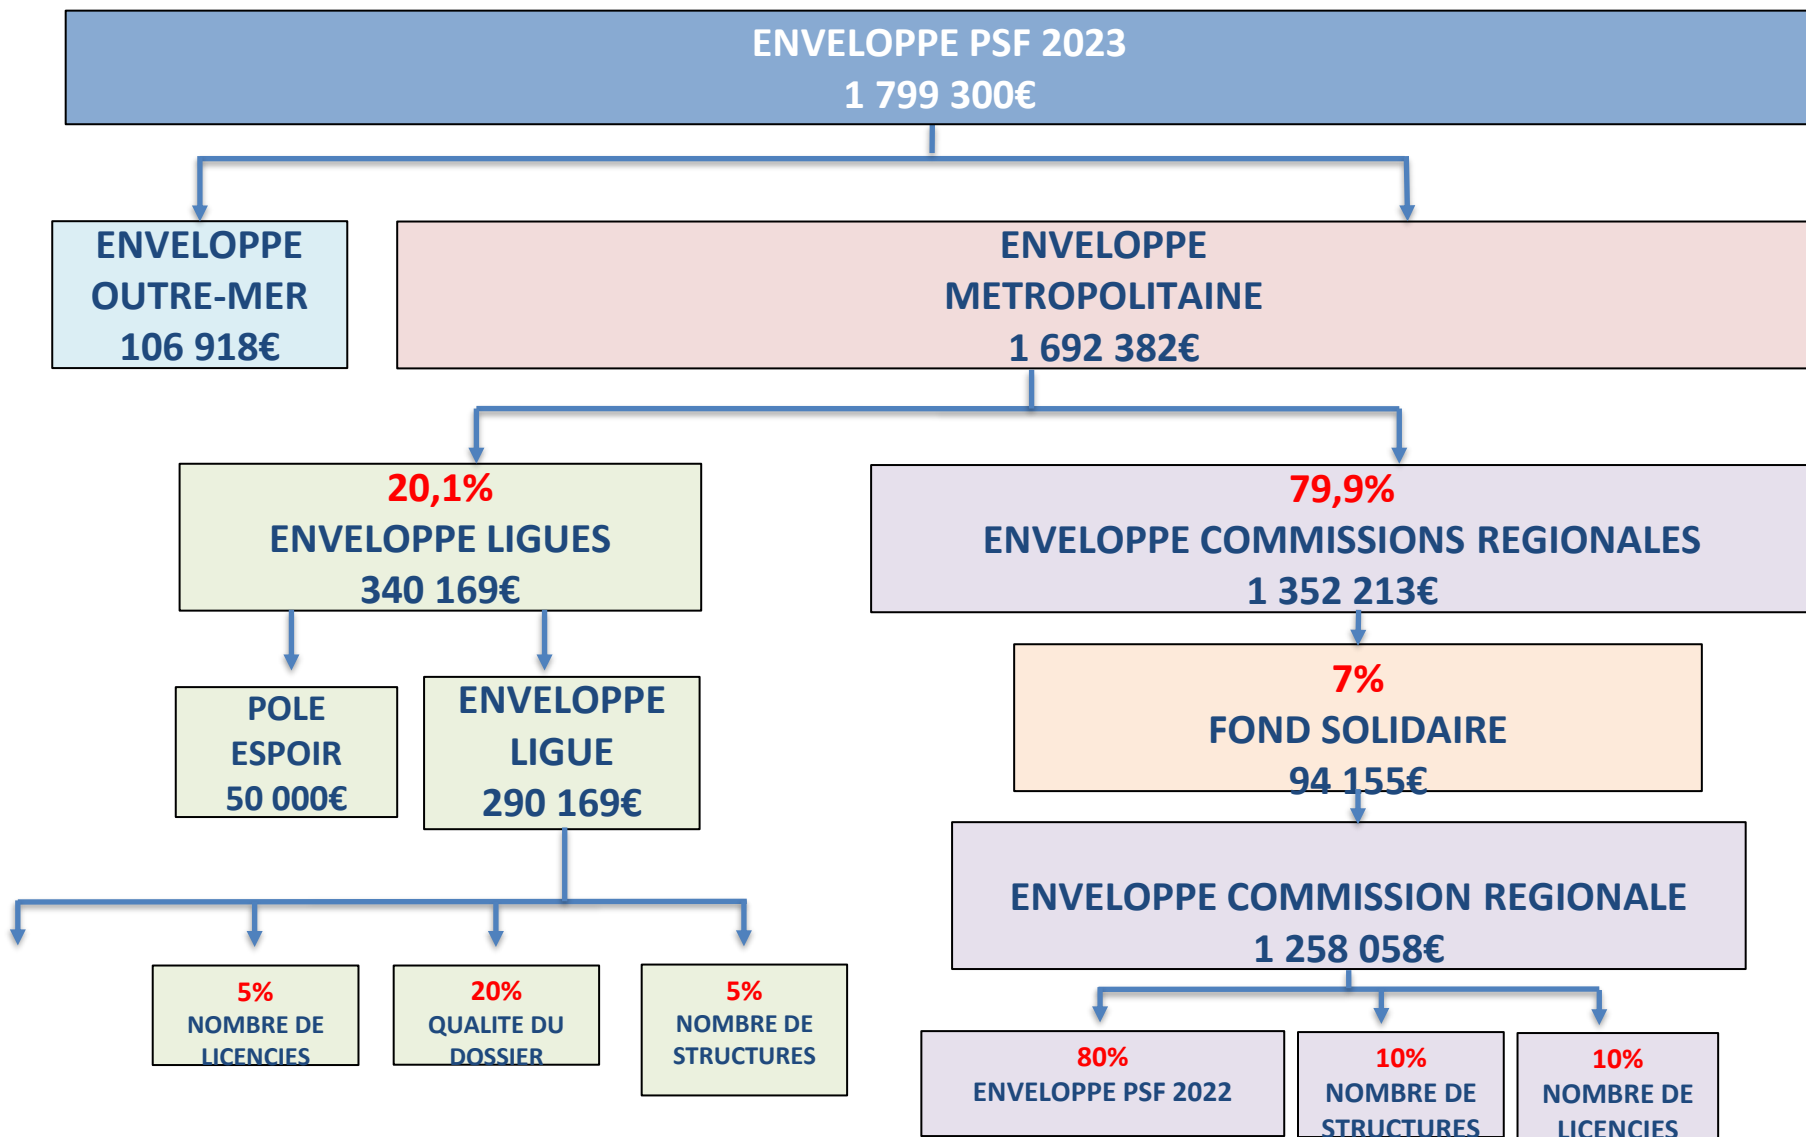 ENVELOPPE PSF 2023
1 799 300€
ENVELOPPE
OUTRE-MER
106 918€
ENVELOPPE
METROPOLITAINE
1 692 382€
20,1%
ENVELOPPE LIGUES
340 169€
79,9%
ENVELOPPE COMMISSIONS REGIONALES
1 352 213€
POLE
ESPOIR
50 000€
ENVELOPPE
LIGUE
290 169€
7%
FOND SOLIDAIRE
94 155€
ENVELOPPE COMMISSION REGIONALE
1 258 058€
5%
NOMBRE DE
LICENCIES
20%
QUALITE DU
DOSSIER
5%
NOMBRE DE
STRUCTURES
80%
ENVELOPPE PSF 2022
10%
NOMBRE DE
STRUCTURES
10%
NOMBRE DE
LICENCIES